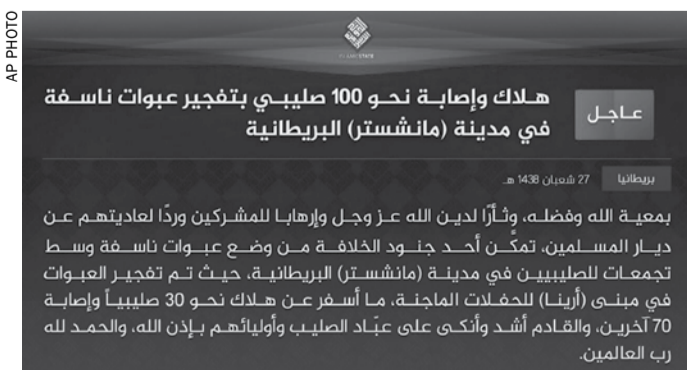 AP PHOTO
عاجل
هلاك وإصابة نحو 100 صليبي بتفجير عبوات ناسفة
في مدينة (مانشستر) البريطانية
بريطانيا 27 شعبان 1438 هـ
بمعية الله وفضله، وثأرًا لدين الله عز وجل وإرهابا للمشركين وردًا لعاديتهم عن
ديار المسلمين، تمكّن أحد جنود الخلافة من وضع عبوات ناسفة وسط
تجمعات للصليبيين في مدينة (مانشستر) البريطانية، حيث تم تفجير العبوات
في مبنى (أرينا) للحفلات الماجنة، ما أسفر عن هلاك نحو 30 صليبياً وإصابة
70 آخرين، والقادم أشد وأنكى على عبّاد الصليب وأوليائهم بإذن الله، والحمد لله
رب العالمين.